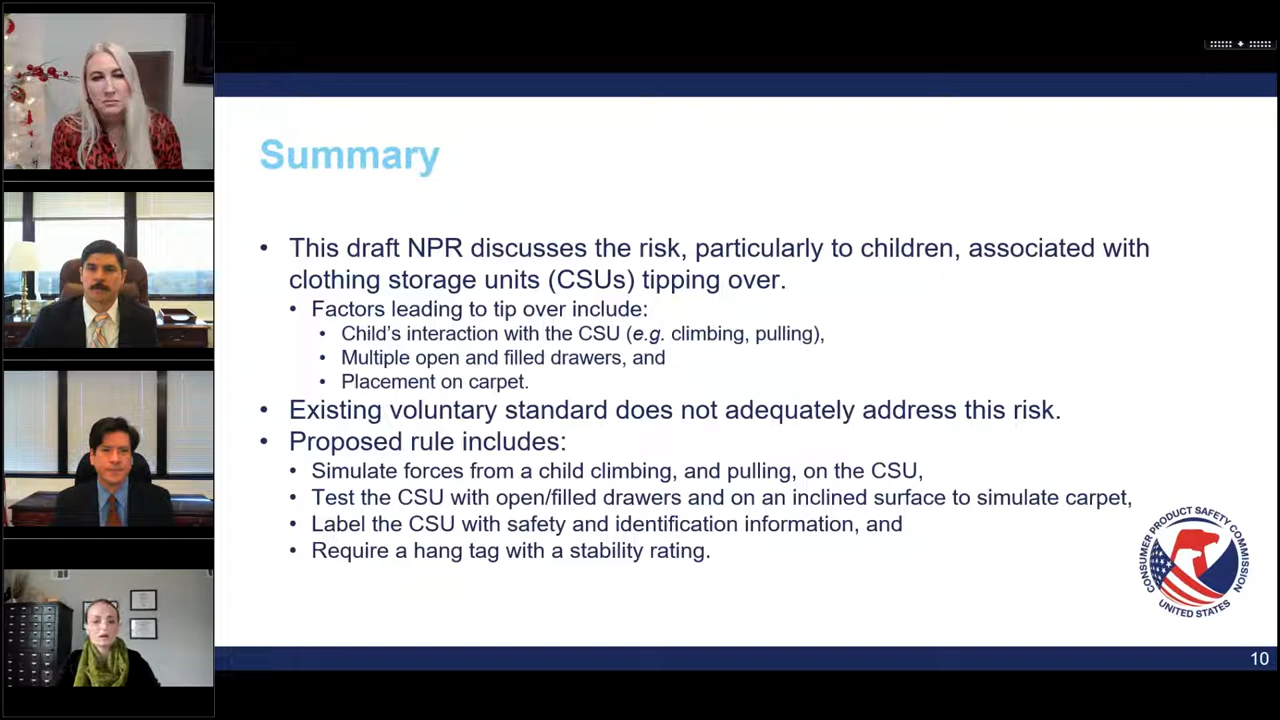 Summary
• This draft NPR discusses the risk, particularly to children, associated with
clothing storage units (CSUs) tipping over.
• Factors leading to tip over include:
• Child's interaction with the CSU (e.g. climbing, pulling),
• Multiple open and filled drawers, and
• Placement on carpet.
• Existing voluntary standard does not adequately address this risk.
• Proposed rule includes:
• Simulate forces from a child climbing, and pulling, on the CSU,
• Test the CSU with open/filled drawers and on an inclined surface to simulate carpet,
• Label the CSU with safety and identification information, and
• Require a hang tag with a stability rating.
CONSUMER PRODUCT SAFETY COMMISSION
UNITED STATES
10